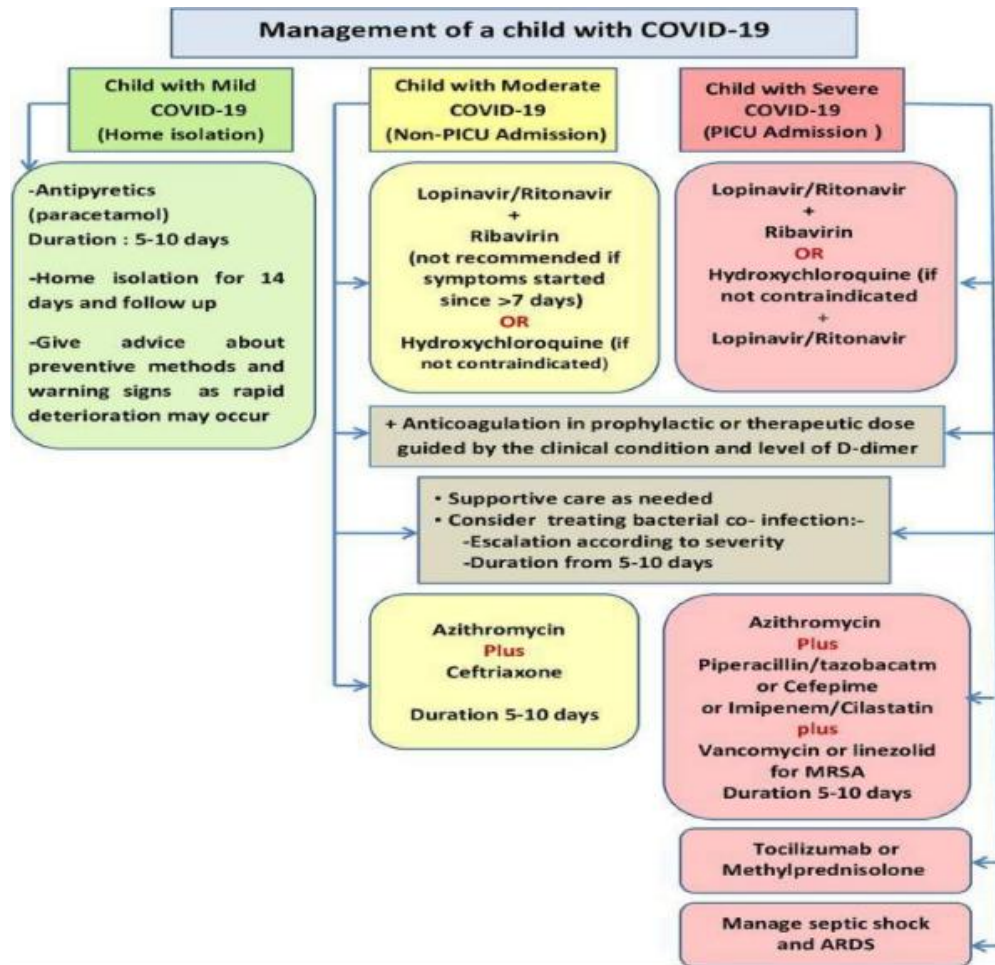 Management of a child with COVID-19
Child with Mild
COVID-19
(Home isolation)
-Antipyretics
(paracetamol)
Duration : 5-10 days
-Home isolation for 14
days and follow up
-Give advice about
preventive methods and
warning signs as rapid
deterioration may occur
Child with Moderate
COVID-19
(Non-PICU Admission)
Lopinavir/Ritonavir
+
Ribavirin
(not recommended if
symptoms started
since >7 days)
OR
Hydroxychloroquine (if
not contraindicated)
Child with Severe
COVID-19
(PICU Admission )
Lopinavir/Ritonavir
+
Ribavirin
OR
Hydroxychloroquine (if
not contraindicated
+
Lopinavir/Ritonavir
+ Anticoagulation in prophylactic or therapeutic dose
guided by the clinical condition and level of D-dimer
• Supportive care as needed
• Consider treating bacterial co- infection:-
-Escalation according to severity
-Duration from 5-10 days
Azithromycin
Plus
Ceftriaxone
Duration 5-10 days
Azithromycin
Plus
Piperacillin/tazobacatm
or Cefepime
or Imipenem/Cilastatin
plus
Vancomycin or linezolid
for MRSA
Duration 5-10 days
Tocilizumab or
Methylprednisolone
Manage septic shock
and ARDS